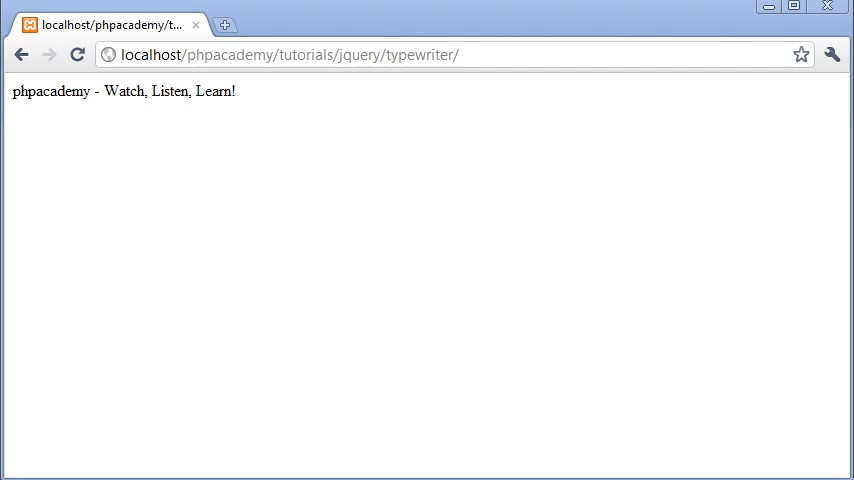 localhost/phpacademy/t...
localhost/phpacademy/tutorials/jquery/typewriter/
phpacademy - Watch, Listen, Learn!